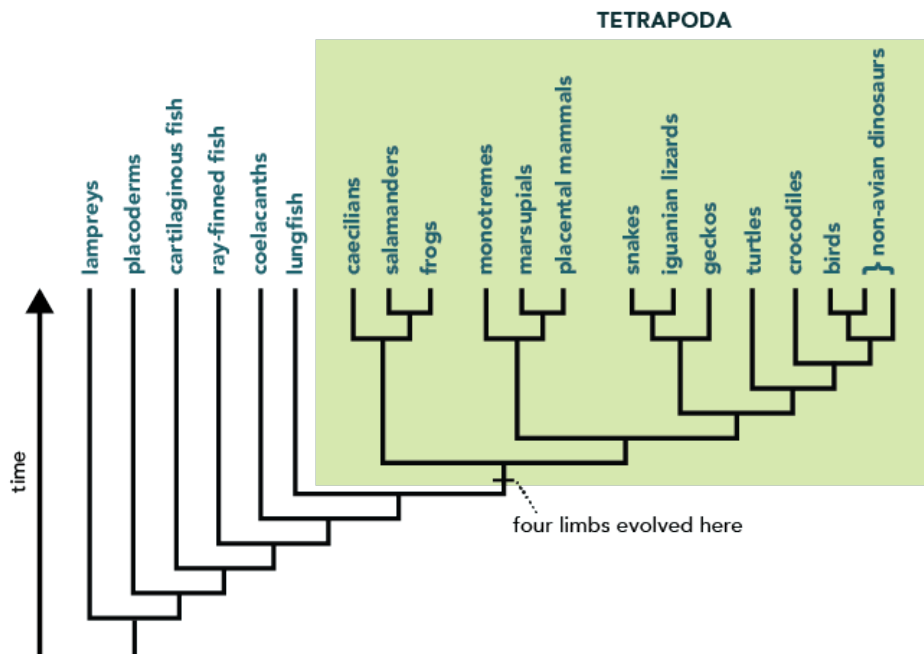 TETRAPODA
lampreys
placoderms
cartilaginous fish
ray-finned fish
coelacanths
lungfish
caecilians
salamanders
frogs
monotremes
marsupials
placental mammals
snakes
iguanian lizards
geckos
turtles
crocodiles
birds
} non-avian dinosaurs
time
four limbs evolved here